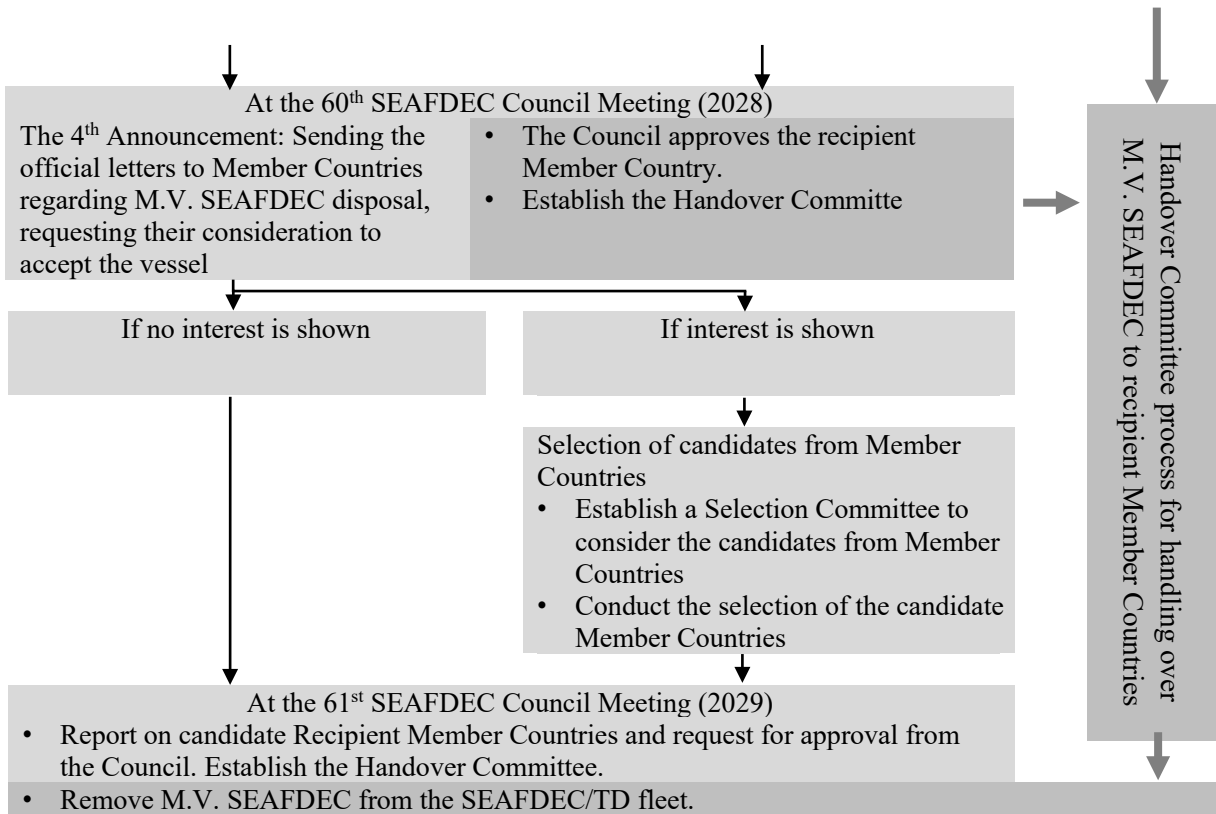 At the 60th SEAFDEC Council Meeting (2028)
The 4th Announcement: Sending the
official letters to Member Countries
regarding M.V. SEAFDEC disposal,
requesting their consideration to
accept the vessel
• The Council approves the recipient
Member Country.
• Establish the Handover Committe
If no interest is shown
If interest is shown
Selection of candidates from Member
Countries
• Establish a Selection Committee to
consider the candidates from Member
Countries
• Conduct the selection of the candidate
Member Countries
At the 61st SEAFDEC Council Meeting (2029)
• Report on candidate Recipient Member Countries and request for approval from
the Council. Establish the Handover Committee.
• Remove M.V. SEAFDEC from the SEAFDEC/TD fleet.
Handover Committee process for handling over
M.V. SEAFDEC to recipient Member Countries